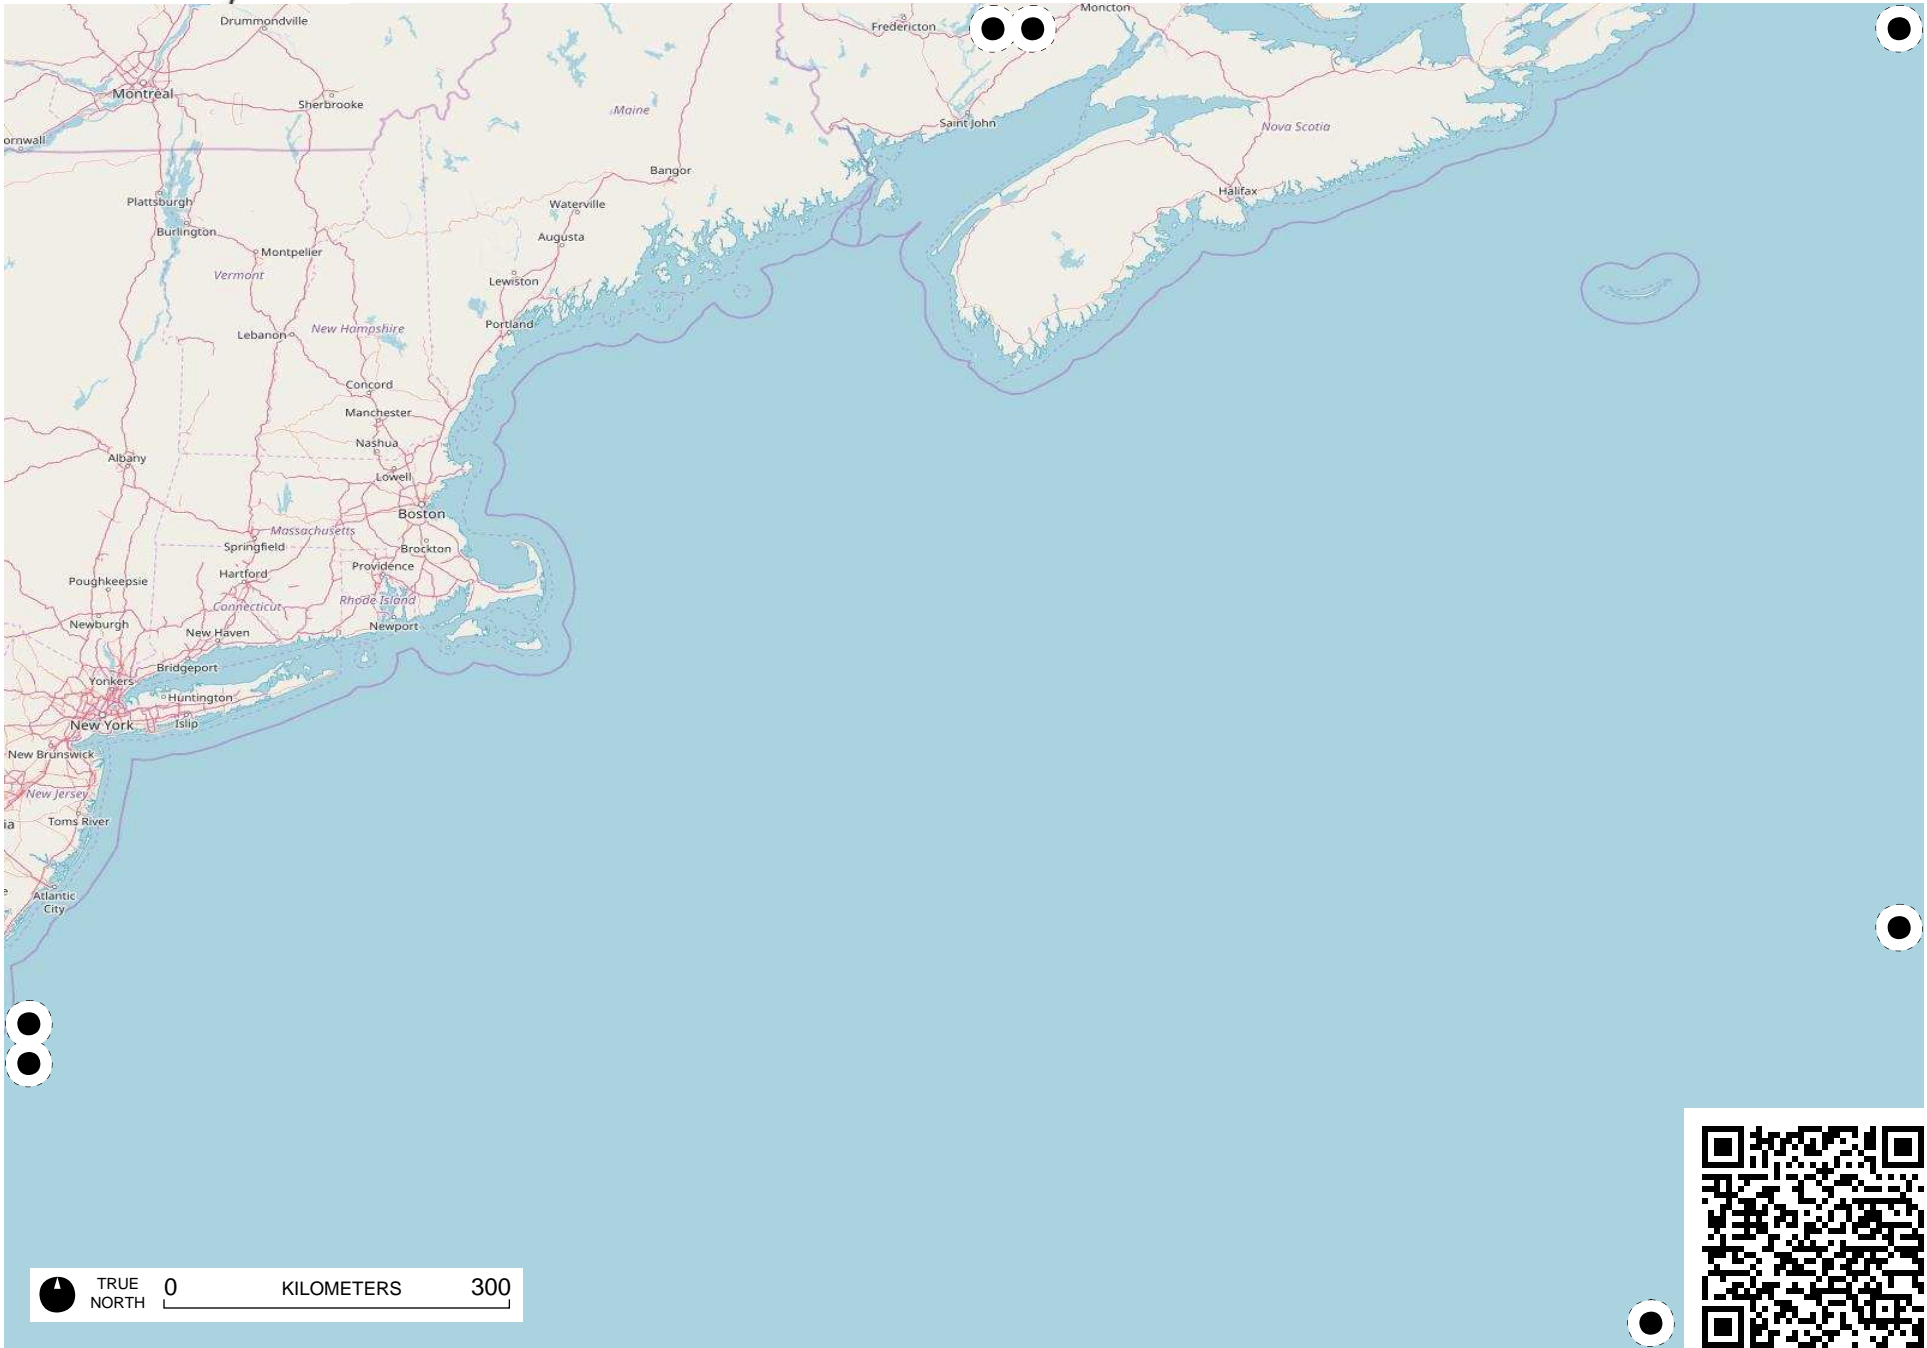 Drummondville
Fredericton
Moncton
Montréal
Sherbrooke
Maine
Saint John
Nova Scotia
ornwall
Bangor
Halifax
Plattsburgh
Waterville
Burlington
Augusta
Montpelier
Vermont
Lewiston
Portland
New Hampshire
Lebanon
Concord
Manchester
Nashua
Albany
Lowell
Boston
Massachusetts
Springfield
Brockton
Providence
Hartford
Poughkeepsie
Rhode Island
Connecticut
Newburgh
New Haven
Newport
Bridgeport
Yonkers
Huntington
New York
Islip
New Brunswick
New Jersey
Toms River
ia
e
Atlantic
City
TRUE
NORTH
0 KILOMETERS 300